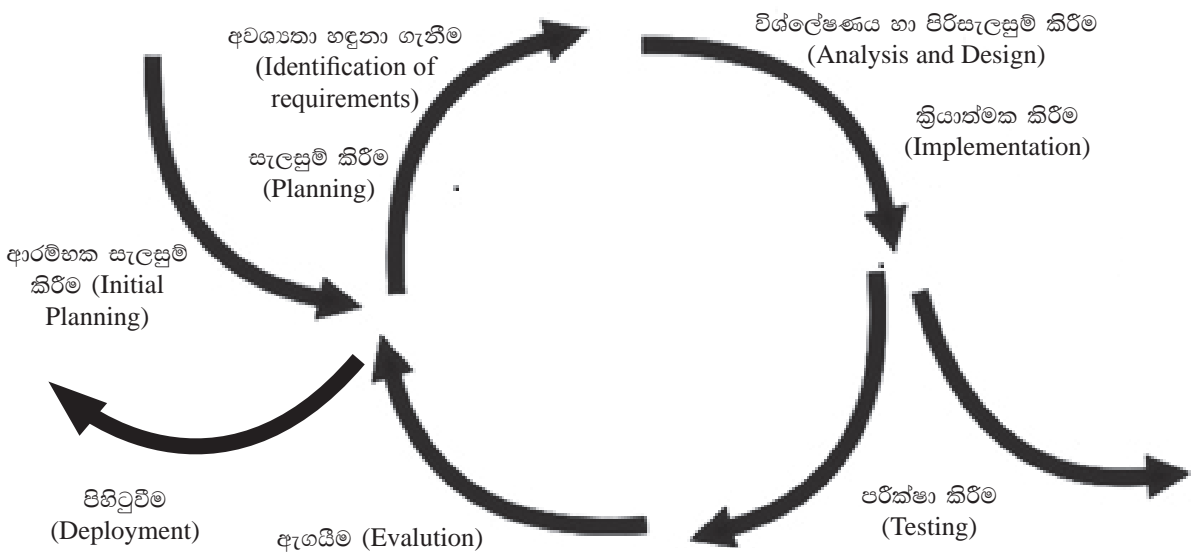 අවශ්‍යතා හඳුනා ගැනීම
(Identification of
requirements)
සැලසුම් කිරීම
(Planning)
විශ්ලේෂණය හා පිරිසැලසුම් කිරීම
(Analysis and Design)
ක්‍රියාත්මක කිරීම
(Implementation)
ආරම්භක සැලසුම්
කිරීම (Initial
Planning)
පිහිටුවීම
(Deployment)
ඇගයීම (Evalution)
පරීක්ෂා කිරීම
(Testing)